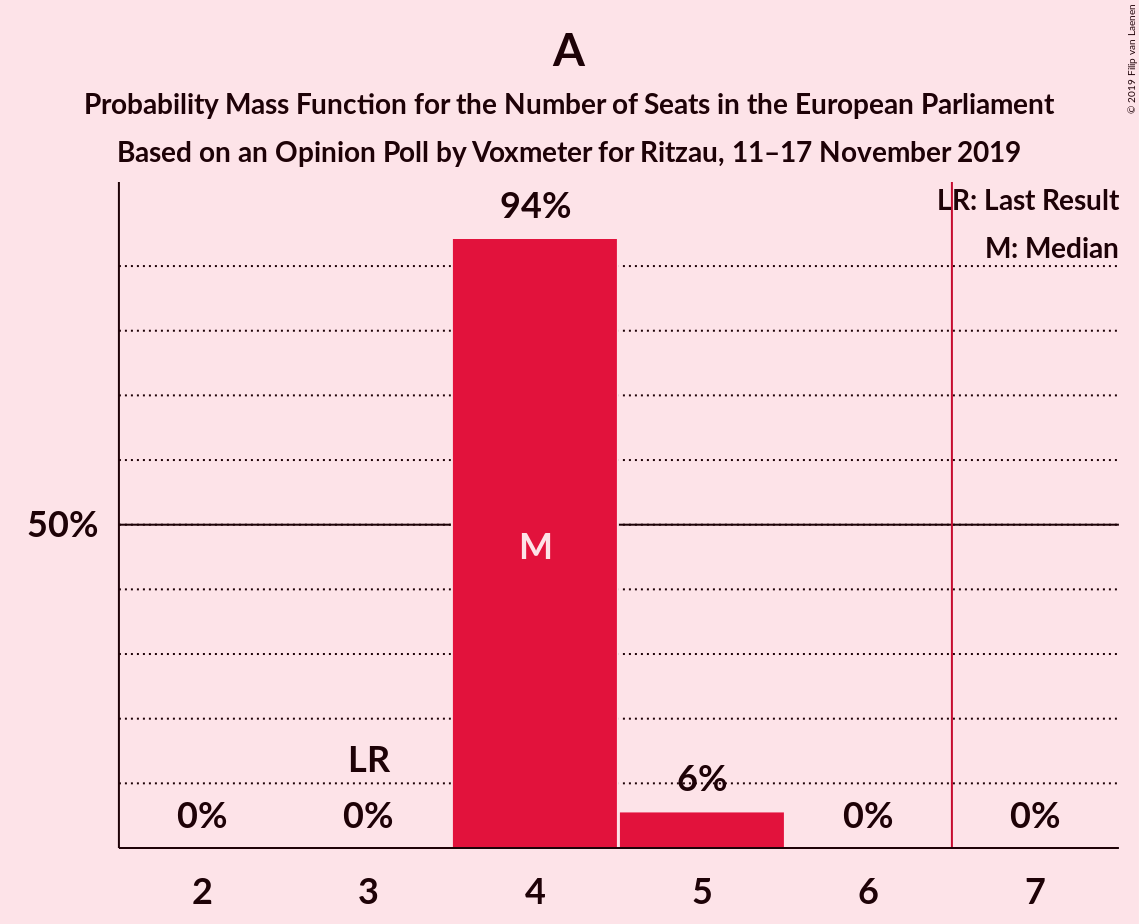 A
Probability Mass Function for the Number of Seats in the European Parliament
Based on an Opinion Poll by Voxmeter for Ritzau, 11–17 November 2019
© 2019 Filip van Laenen
LR: Last Result
M: Median
94%
50%
M
LR
6%
0%
0%
0%
0%
2
3
4
5
6
7